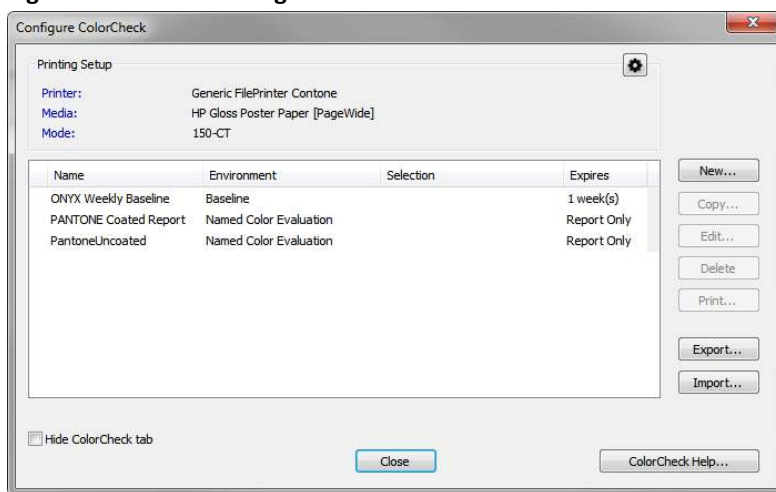 Configure ColorCheck
Printing Setup
Printer: Generic FilePrinter Contone
Media: HP Gloss Poster Paper [PageWide]
Mode: 150-CT
Name Environment Selection Expires
ONYX Weekly Baseline Baseline 1 week(s)
PANTONE Coated Report Named Color Evaluation Report Only
PantoneUncoated Named Color Evaluation Report Only
New...
Copy...
Edit...
Delete
Print...
Export...
Import...
Hide ColorCheck tab
Close
ColorCheck Help...